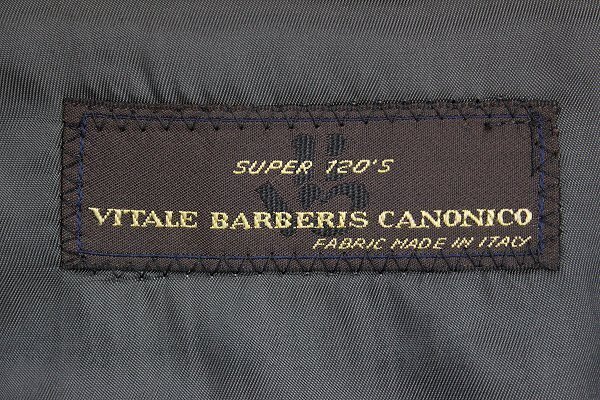 SUPER 120'S
VITALE BARBERIS CANONICO
FABRIC MADE IN ITALY